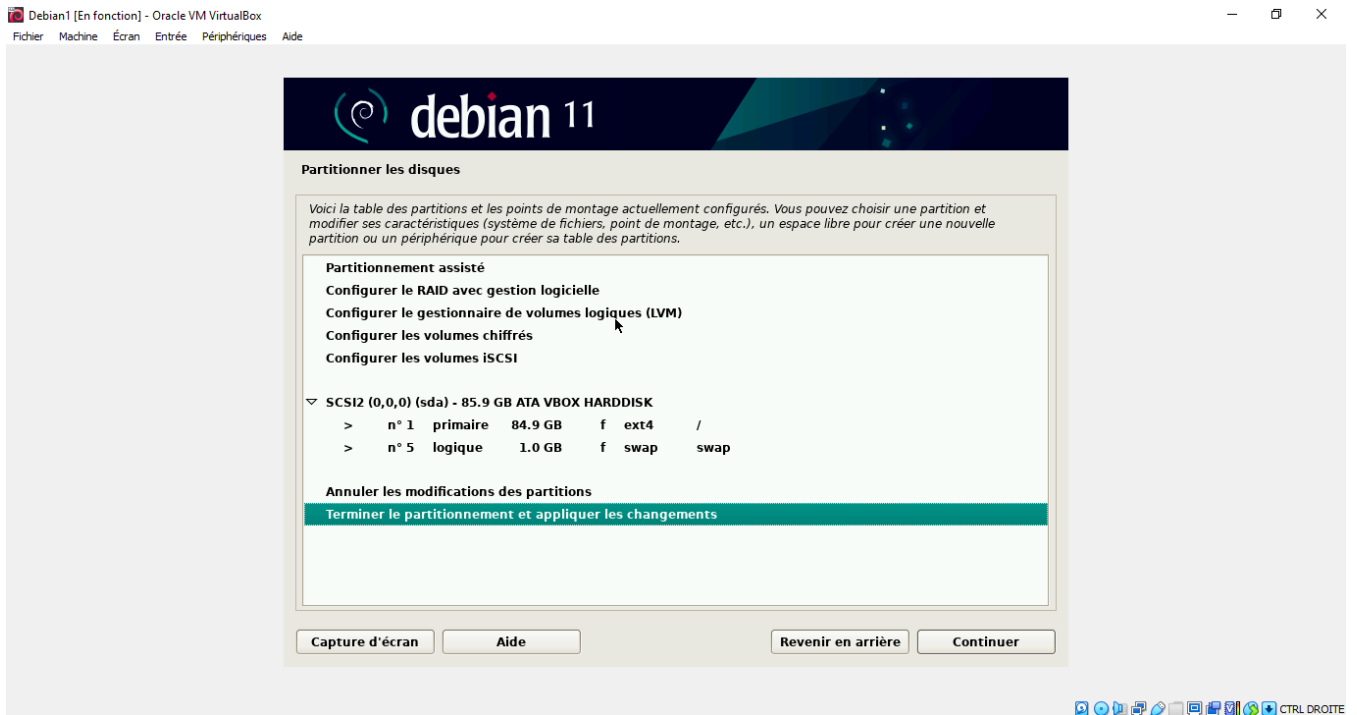 Debian1 [En fonction] - Oracle VM VirtualBox
Fichier Machine Écran Entrée Périphériques Aide
debian 11
Partitionner les disques
Voici la table des partitions et les points de montage actuellement configurés. Vous pouvez choisir une partition et
modifier ses caractéristiques (système de fichiers, point de montage, etc.), un espace libre pour créer une nouvelle
partition ou un périphérique pour créer sa table des partitions.
Partitionnement assisté
Configurer le RAID avec gestion logicielle
Configurer le gestionnaire de volumes logiques (LVM)
Configurer les volumes chiffrés
Configurer les volumes iSCSI
SCSI2 (0,0,0) (sda) - 85.9 GB ATA VBOX HARDDISK
> n° 1 primaire 84.9 GB f ext4 /
> n° 5 logique 1.0 GB f swap swap
Annuler les modifications des partitions
Terminer le partitionnement et appliquer les changements
Capture d'écran Aide Revenir en arrière Continuer
CTRL DROITE